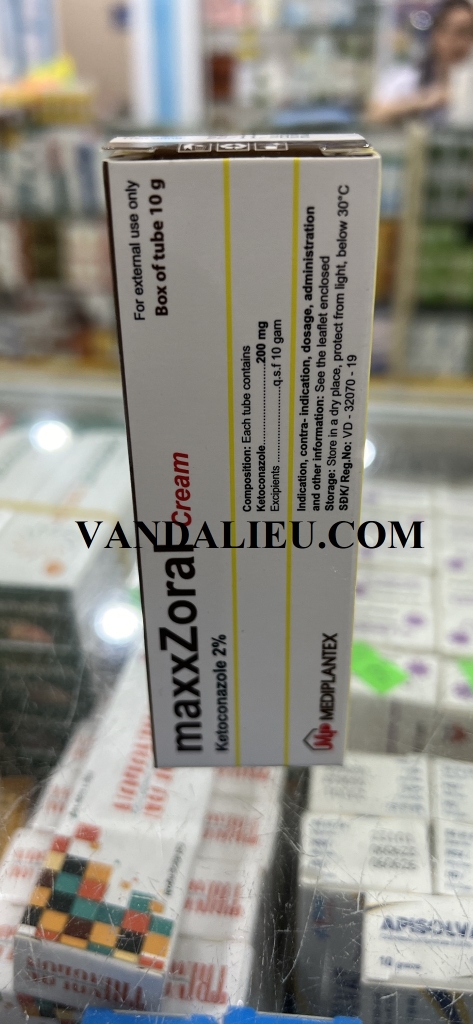 For external use only
Box of tube 10 g
maxxZoral Cream
Ketoconazole 2%
Composition: Each tube contains
Ketoconazole........................200 mg
Excipients ........................q.s.f 10 gam
Indication, contra- indication, dosage, administration
and other information: See the leaflet enclosed
Storage: Store in a dry place, protect from light, below 30°C
SĐK/ Reg.No: VD - 32070 - 19
MEDIPLANTEX
VANDALIEU.COM